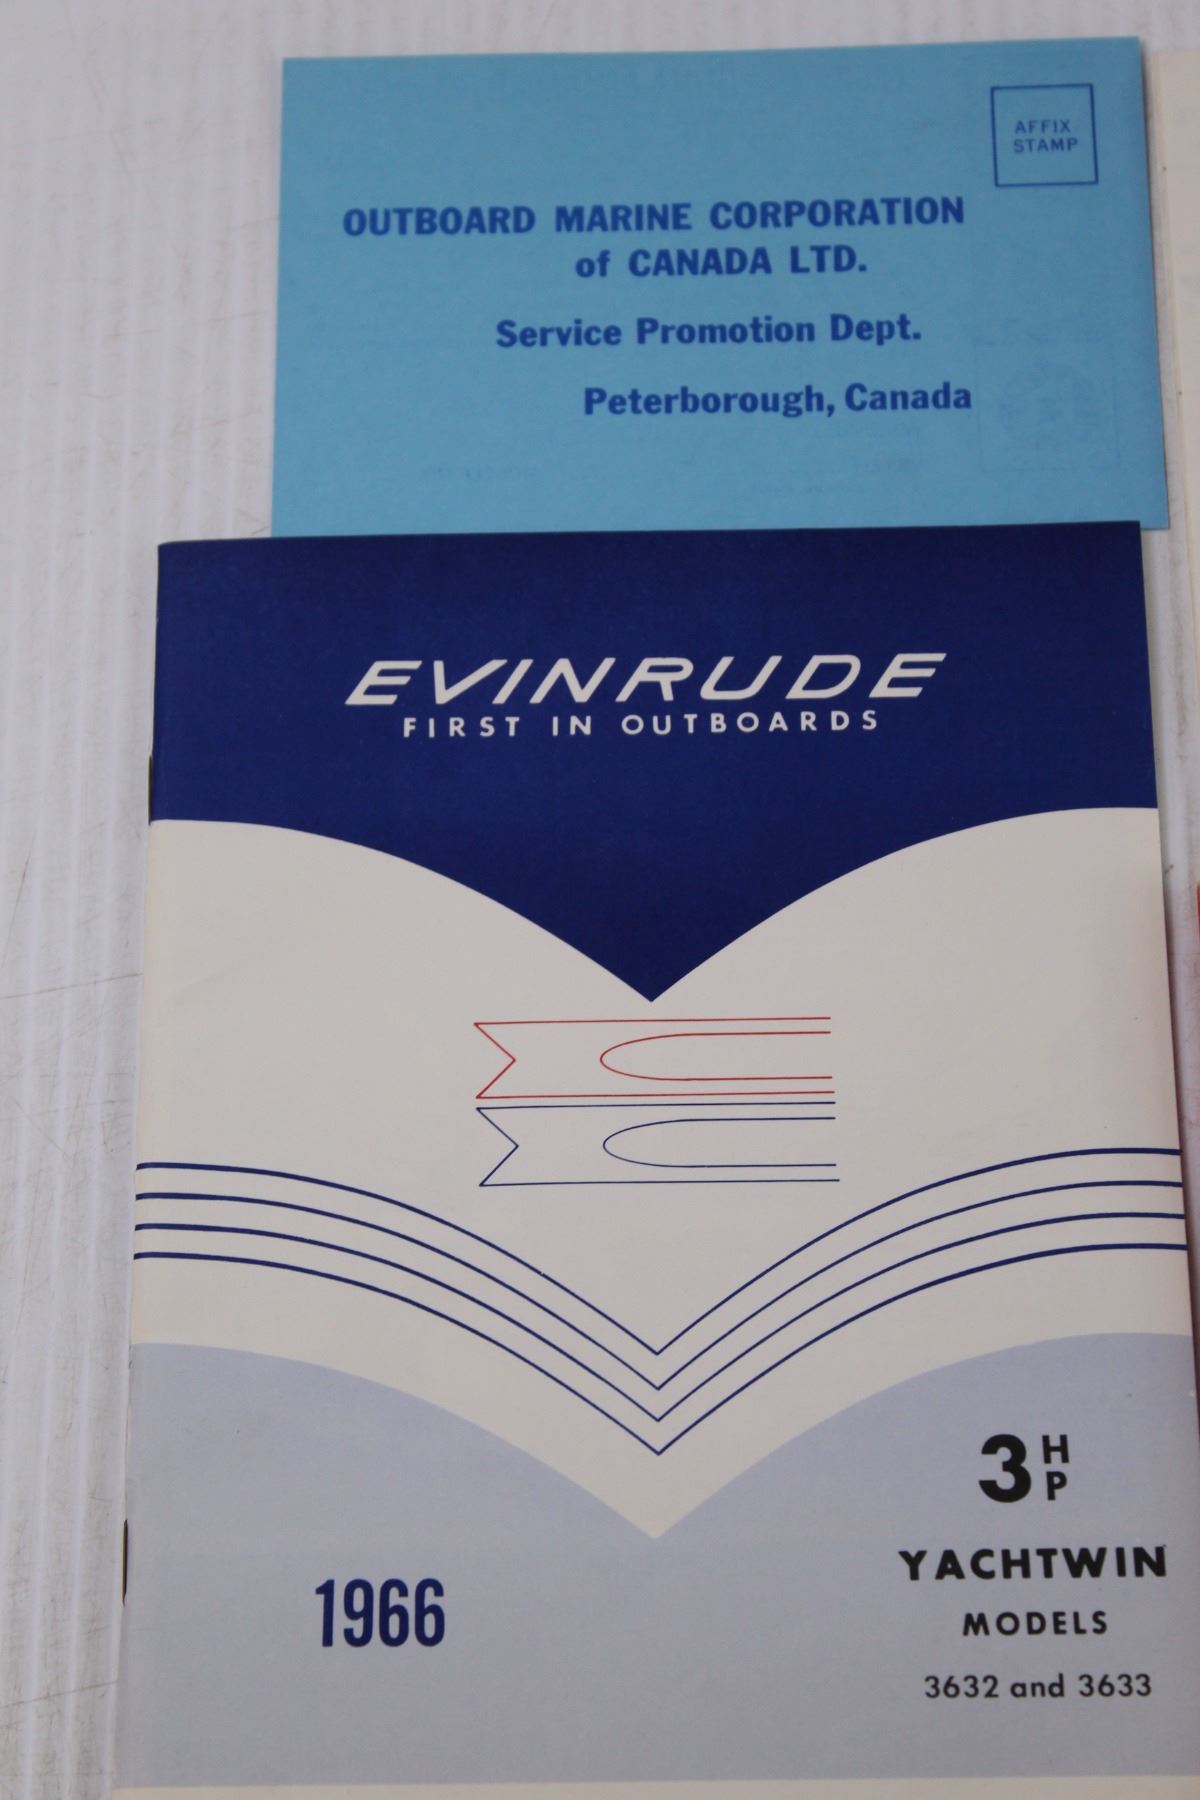 AFFIX
STAMP
OUTBOARD MARINE CORPORATION
of CANADA LTD.
Service Promotion Dept.
Peterborough, Canada
EVINRUDE
FIRST IN OUTBOARDS
3 HP
YACHTWIN
MODELS
3632 and 3633
1966